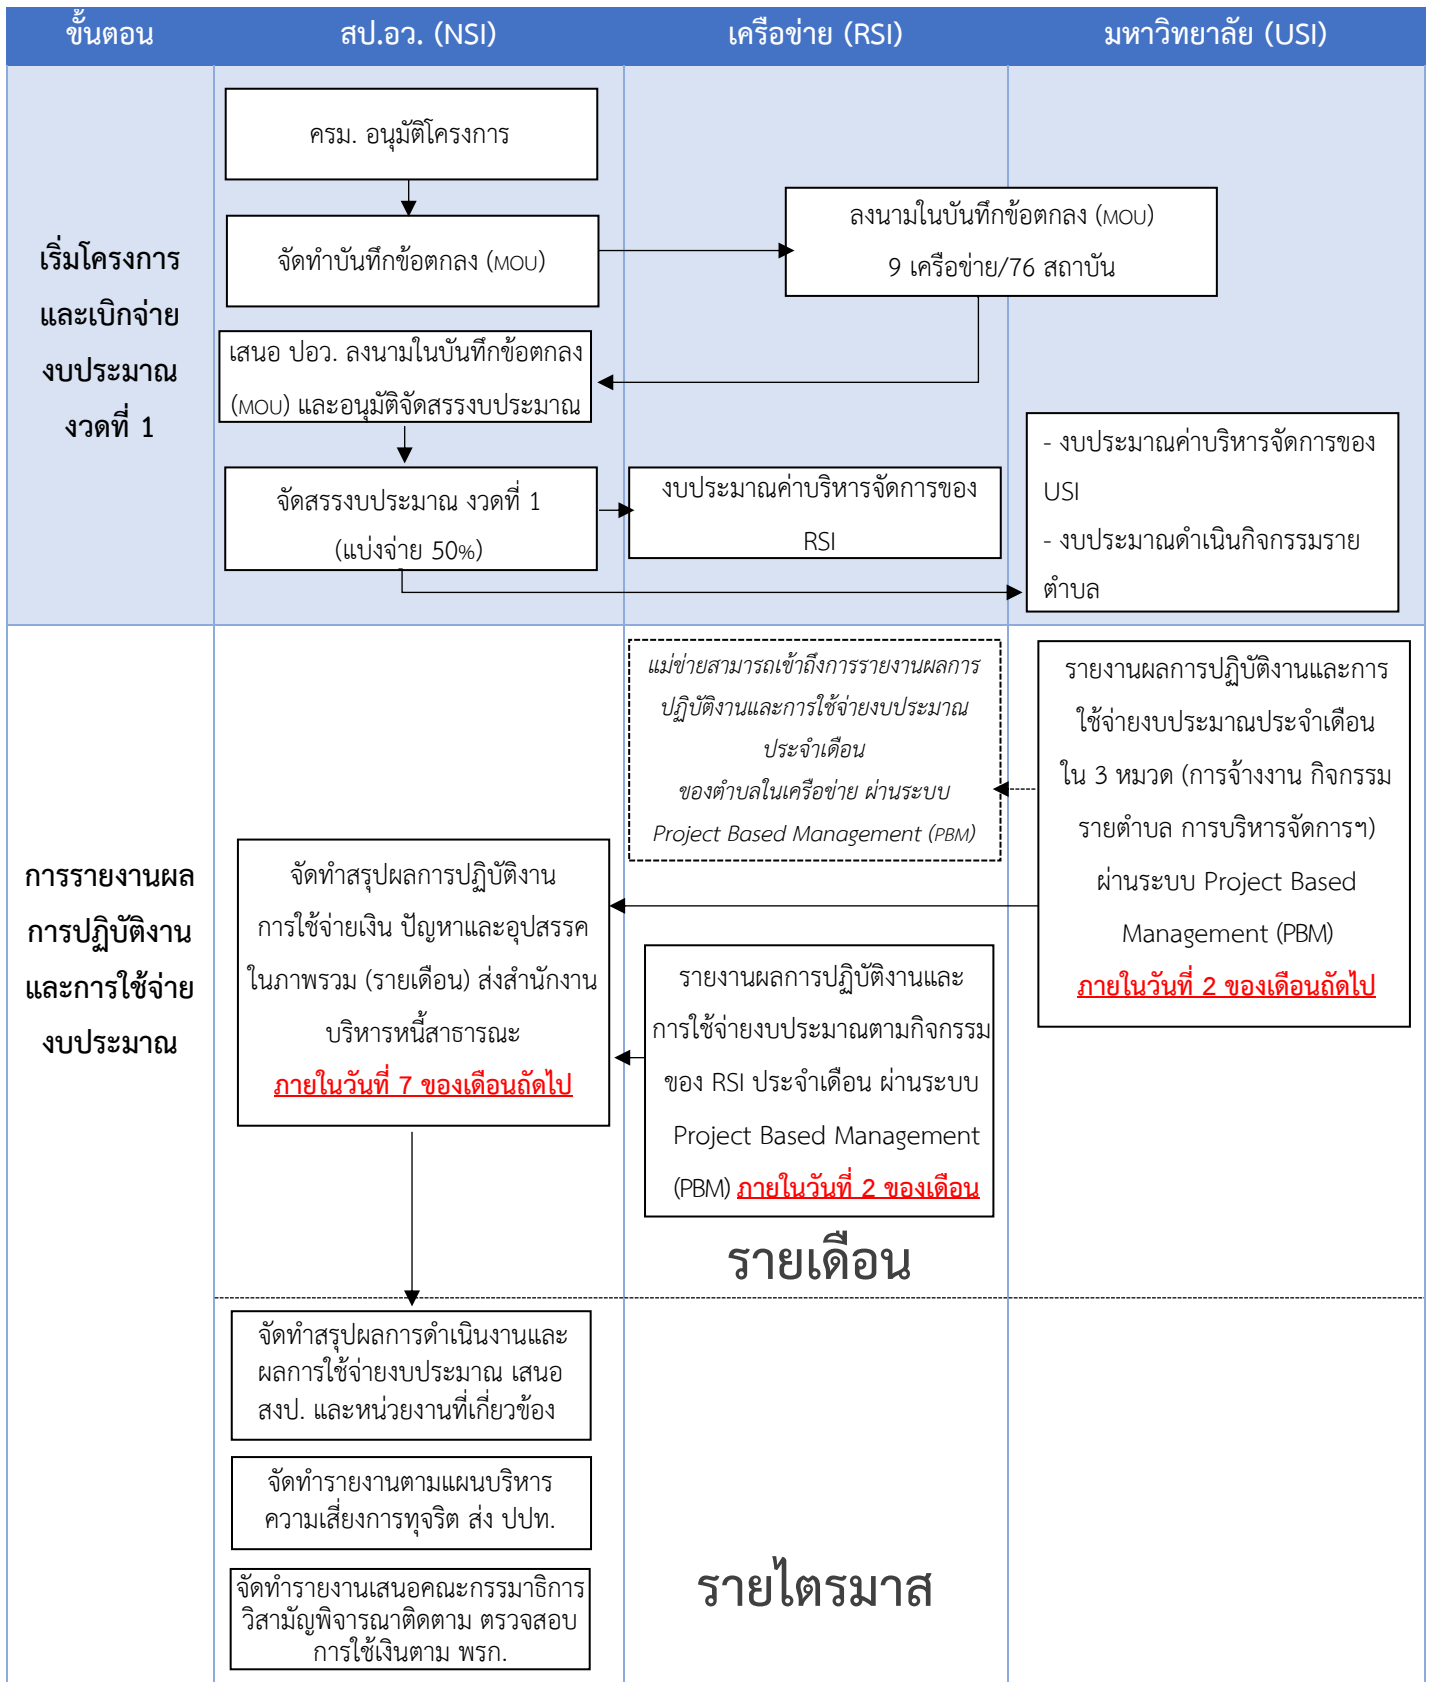 ขั้นตอน
สป.อว. (NSI)
เครือข่าย (RSI)
มหาวิทยาลัย (USI)
เริ่มโครงการ
และเบิกจ่าย
งบประมาณ
งวดที่ 1
ครม. อนุมัติโครงการ
จัดทำบันทึกข้อตกลง (MOU)
ลงนามในบันทึกข้อตกลง (MOU)
9 เครือข่าย/76 สถาบัน
เสนอ ปอว. ลงนามในบันทึกข้อตกลง
(MOU) และอนุมัติจัดสรรงบประมาณ
จัดสรรงบประมาณ งวดที่ 1
(แบ่งจ่าย 50%)
งบประมาณค่าบริหารจัดการของ
RSI
- งบประมาณค่าบริหารจัดการของ
USI
- งบประมาณดำเนินกิจกรรมราย
ตำบล
การรายงานผล
การปฏิบัติงาน
และการใช้จ่าย
งบประมาณ
แม่ข่ายสามารถเข้าถึงการรายงานผลการ
ปฏิบัติงานและการใช้จ่ายงบประมาณ
ประจำเดือน
ของตำบลในเครือข่าย ผ่านระบบ
Project Based Management (PBM)
รายงานผลการปฏิบัติงานและการ
ใช้จ่ายงบประมาณประจำเดือน
ใน 3 หมวด (การจ้างงาน กิจกรรม
รายตำบล การบริหารจัดการฯ)
ผ่านระบบ Project Based
Management (PBM)
ภายในวันที่ 2 ของเดือนถัดไป
จัดทำสรุปผลการปฏิบัติงาน
การใช้จ่ายเงิน ปัญหาและอุปสรรค
ในภาพรวม (รายเดือน) ส่งสำนักงาน
บริหารหนี้สาธารณะ
ภายในวันที่ 7 ของเดือนถัดไป
รายงานผลการปฏิบัติงานและ
การใช้จ่ายงบประมาณตามกิจกรรม
ของ RSI ประจำเดือน ผ่านระบบ
Project Based Management
(PBM) ภายในวันที่ 2 ของเดือน
รายเดือน
จัดทำสรุปผลการดำเนินงานและ
ผลการใช้จ่ายงบประมาณ เสนอ
สงป. และหน่วยงานที่เกี่ยวข้อง
จัดทำรายงานตามแผนบริหาร
ความเสี่ยงการทุจริต ส่ง ปปท.
จัดทำรายงานเสนอคณะกรรมาธิการ
วิสามัญพิจารณาติดตาม ตรวจสอบ
การใช้เงินตาม พรก.
รายไตรมาส